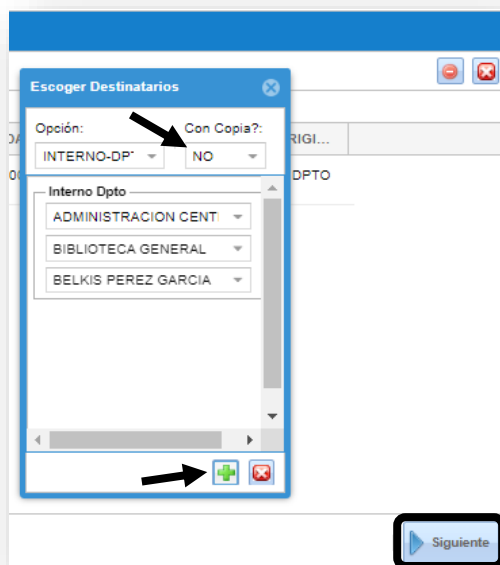 Escoger Destinatarios
Opción: Con Copia?:
INTERNO-DP NO
RIGI...
DPTO
Interno Dpto
ADMINISTRACION CENT
BIBLIOTECA GENERAL
BELKIS PEREZ GARCIA
Siguiente